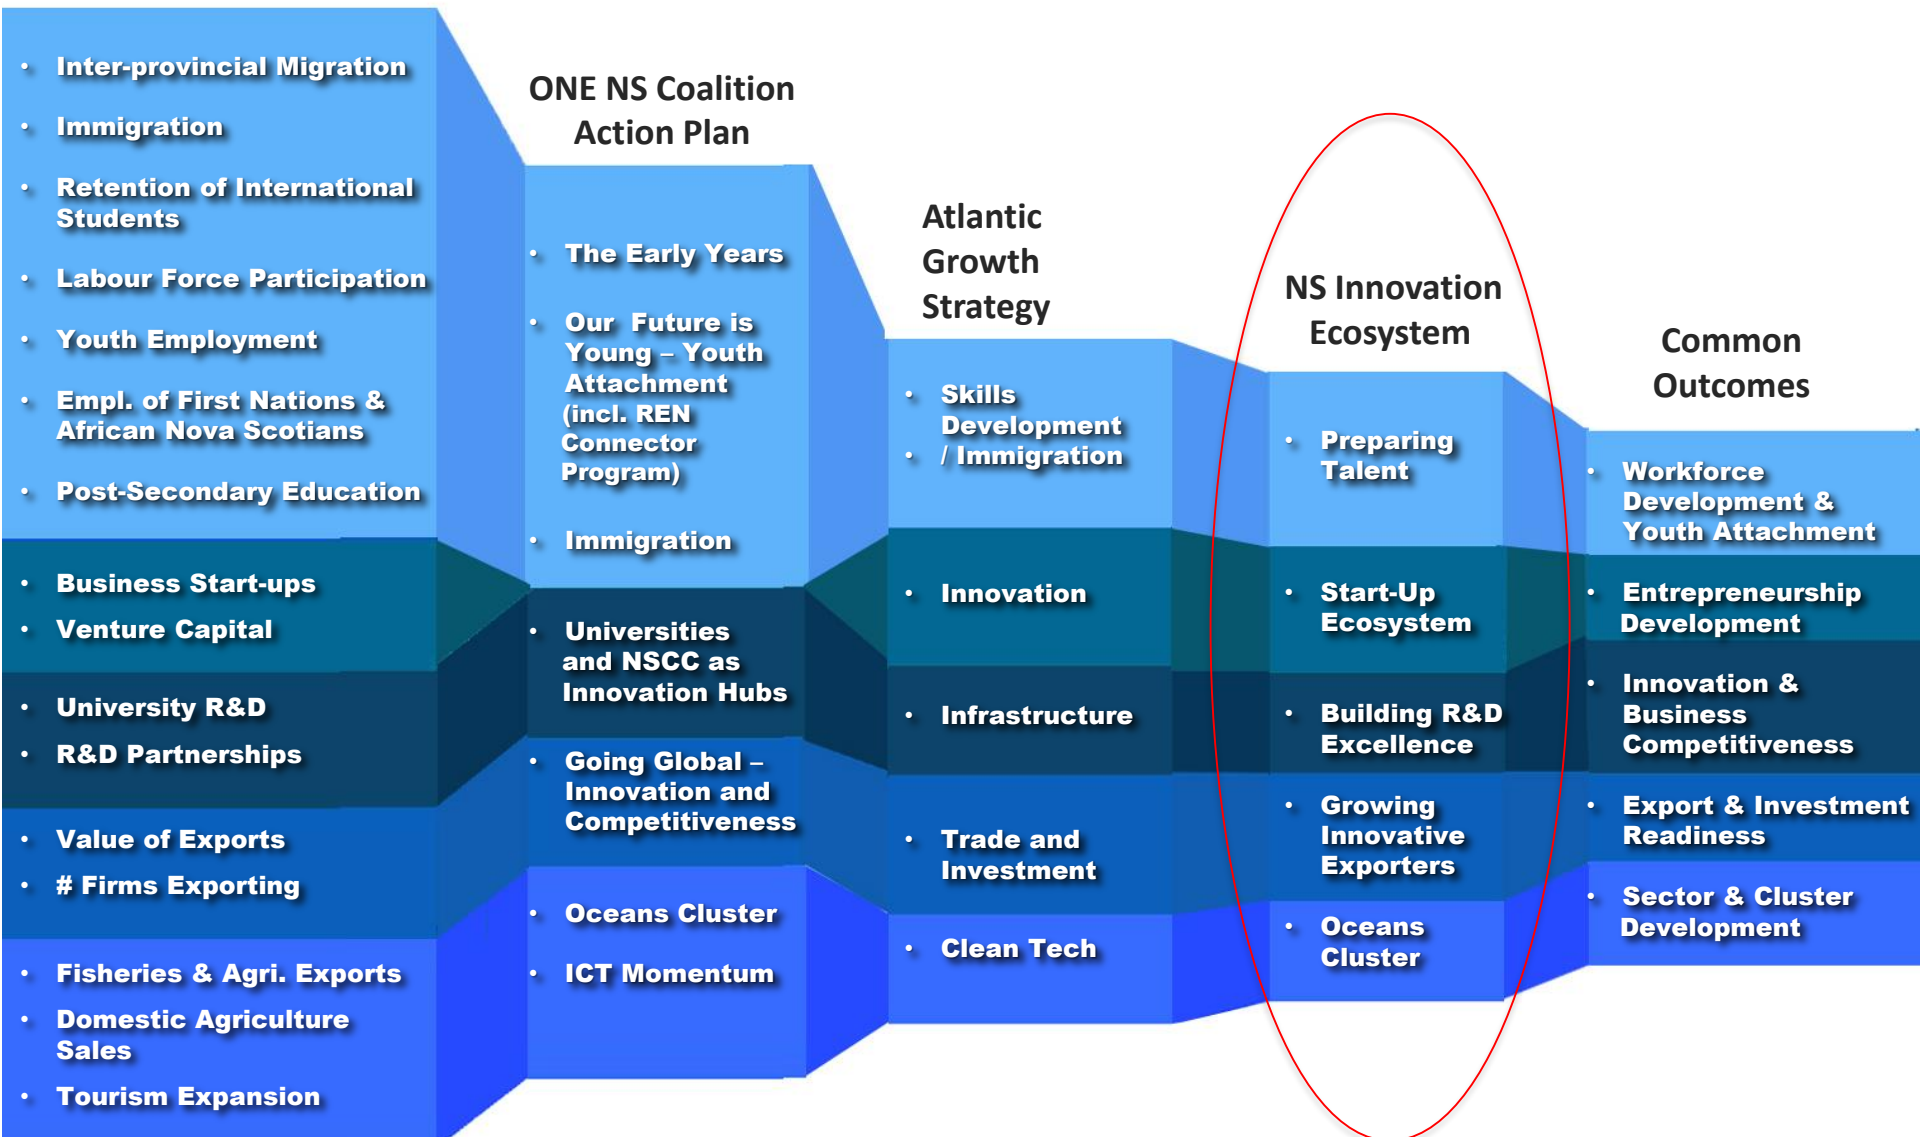 • Inter-provincial Migration
• Immigration
• Retention of International
Students
• Labour Force Participation
• Youth Employment
• Empl. of First Nations &
African Nova Scotians
• Post-Secondary Education
• Business Start-ups
• Venture Capital
• University R&D
• R&D Partnerships
• Value of Exports
• # Firms Exporting
• Fisheries & Agri. Exports
• Domestic Agriculture
Sales
• Tourism Expansion
ONE NS Coalition
Action Plan
• The Early Years
• Our Future is
Young – Youth
Attachment
(incl. REN
Connector
Program)
• Immigration
• Universities
and NSCC as
Innovation Hubs
• Going Global –
Innovation and
Competitiveness
• Oceans Cluster
• ICT Momentum
Atlantic
Growth
Strategy
• Skills
Development
• / Immigration
• Innovation
• Infrastructure
• Trade and
Investment
• Clean Tech
NS Innovation
Ecosystem
• Preparing
Talent
• Start-Up
Ecosystem
• Building R&D
Excellence
• Growing
Innovative
Exporters
• Oceans
Cluster
Common
Outcomes
• Workforce
Development &
Youth Attachment
• Entrepreneurship
Development
• Innovation &
Business
Competitiveness
• Export & Investment
Readiness
• Sector & Cluster
Development